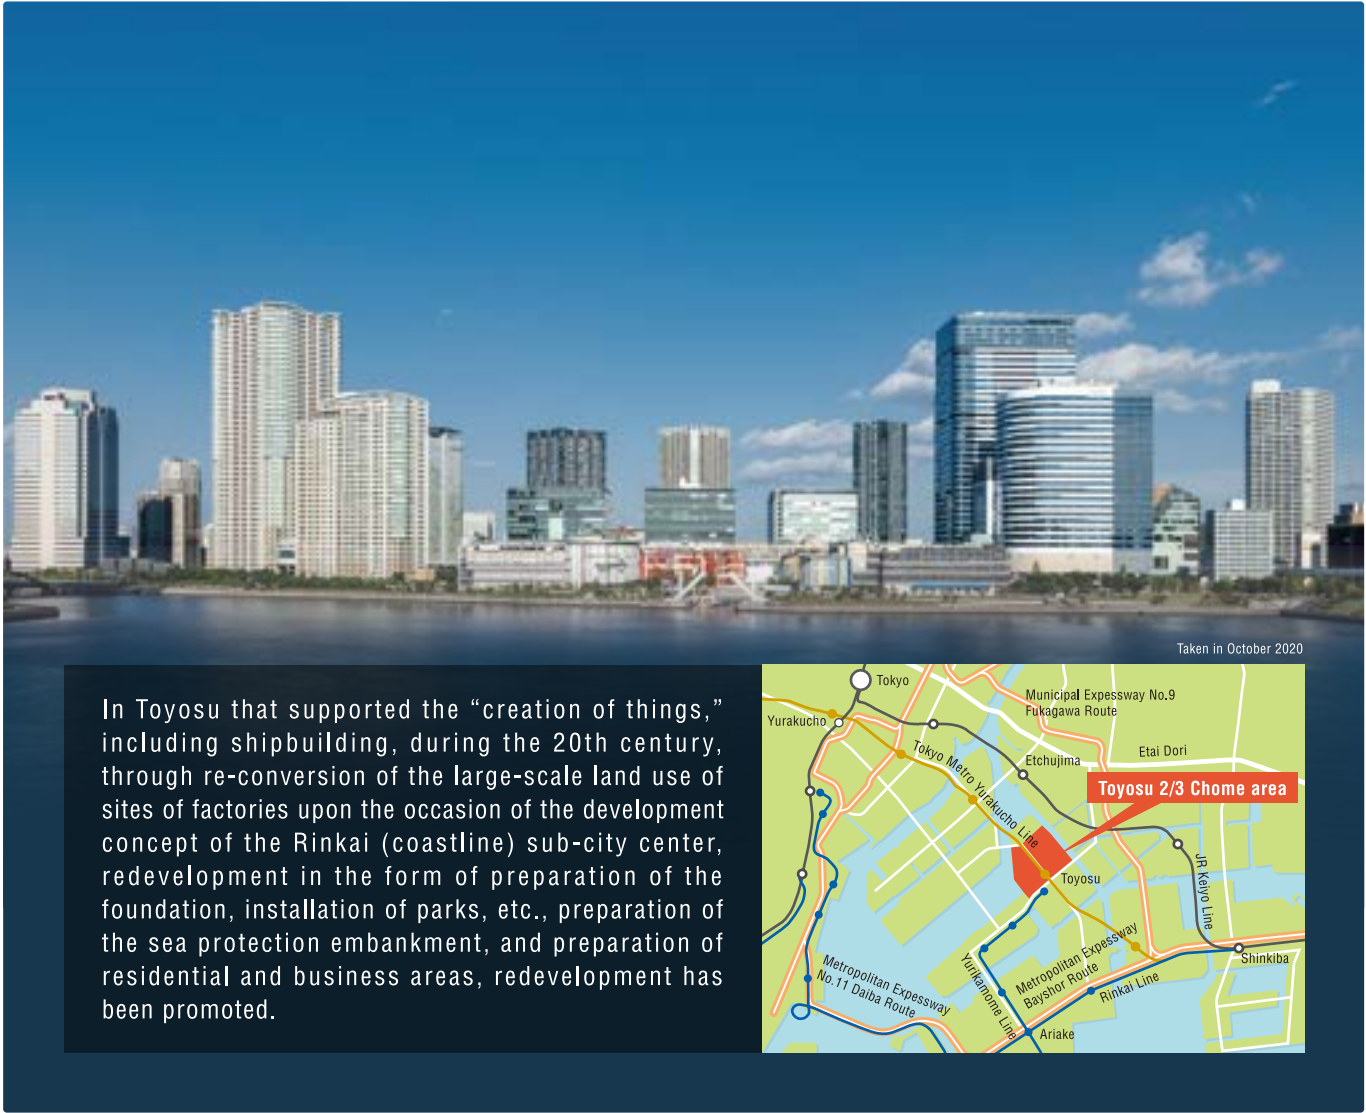 Taken in October 2020
In Toyosu that supported the “creation of things,”
including shipbuilding, during the 20th century,
through re-conversion of the large-scale land use of
sites of factories upon the occasion of the development
concept of the Rinkai (coastline) sub-city center,
redevelopment in the form of preparation of the
foundation, installation of parks, etc., preparation of
the sea protection embankment, and preparation of
residential and business areas, redevelopment has
been promoted.
Tokyo
Yurakucho
Municipal Expessway No.9
Fukagawa Route
Etai Dori
Tokyo Metro Yurakucho Line
Etchujima
Toyosu 2/3 Chome area
Toyosu
JR Keiyo Line
Shinkiba
Metropolitan Expessway
No.11 Daiba Route
Yurikamome Line
Metropolitan Expessway
Bayshor Route
Rinkai Line
Ariake